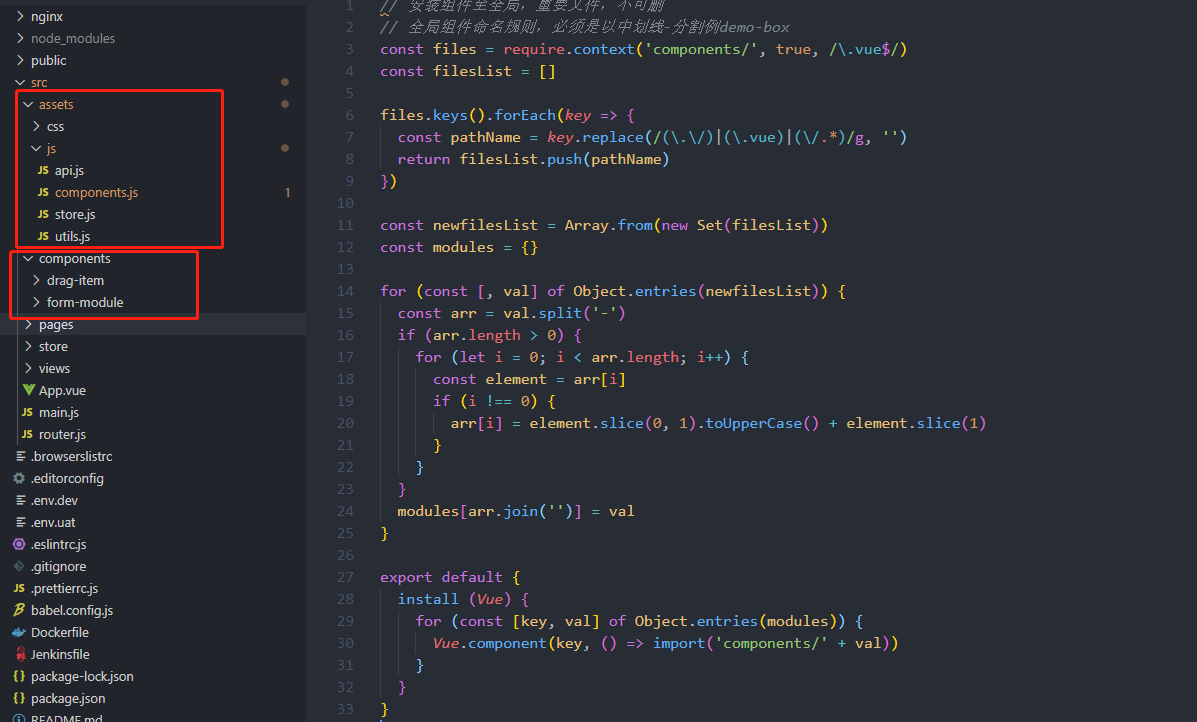 nginx
node_modules
public
src
assets
css
js
api.js
components.js 1
store.js
utils.js
components
drag-item
form-module
pages
store
views
App.vue
main.js
router.js
.browserslistrc
.editorconfig
.env.dev
.env.uat
.eslintrc.js
.gitignore
.prettierrc.js
babel.config.js
Dockerfile
Jenkinsfile
package-lock.json
package.json
README.md
1 // 安装组件至全局，重要文件，不可删
2 // 全局组件命名规则，必须是以中划线-分割例demo-box
3 const files = require.context('components/', true, /\.vue$/)
4 const filesList = []
5
6 files.keys().forEach(key => {
7 const pathName = key.replace(/(\.\/)|(\.vue)|(\/.*)/g, '')
8 return filesList.push(pathName)
9 })
10
11 const newfilesList = Array.from(new Set(filesList))
12 const modules = {}
13
14 for (const [, val] of Object.entries(newfilesList)) {
15 const arr = val.split('-')
16 if (arr.length > 0) {
17 for (let i = 0; i < arr.length; i++) {
18 const element = arr[i]
19 if (i !== 0) {
20 arr[i] = element.slice(0, 1).toUpperCase() + element.slice(1)
21 }
22 }
23 }
24 modules[arr.join('')] = val
25 }
26
27 export default {
28 install (Vue) {
29 for (const [key, val] of Object.entries(modules)) {
30 Vue.component(key, () => import('components/' + val))
31 }
32 }
33 }